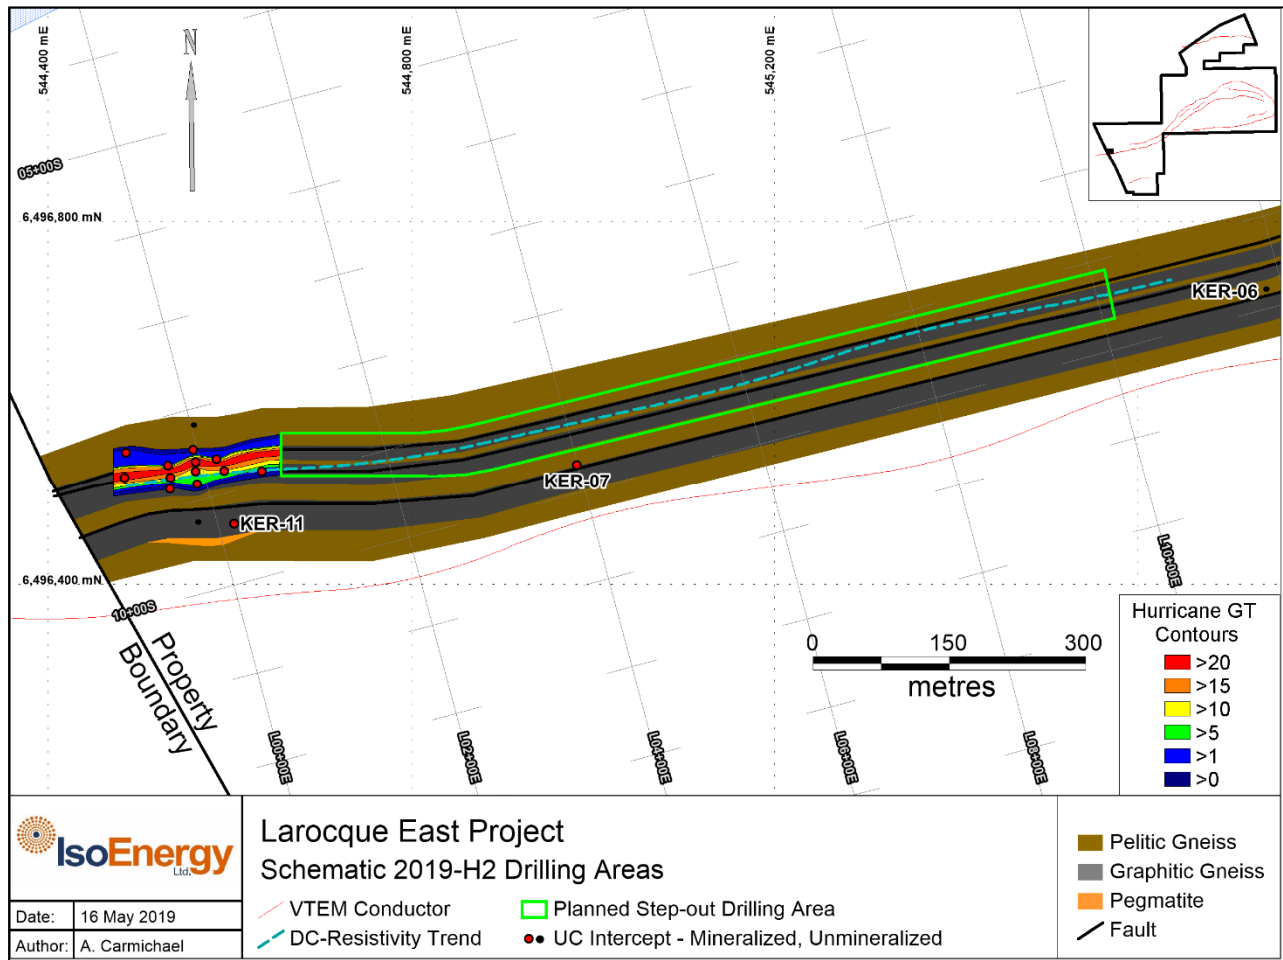 544,400 mE
544,800 mE
545,200 mE
N
05+00S
6,496,800 mN
KER-06
KER-07
KER-11
6,496,400 mN
10+00S
Property
Boundary
L00+00E
L02+00E
L04+00E
L06+00E
L08+00E
L10+00E
0 150 300
metres
Hurricane GT
Contours
>20
>15
>10
>5
>1
>0
IsoEnergy
Ltd.
Date: 16 May 2019
Author: A. Carmichael
Larocque East Project
Schematic 2019-H2 Drilling Areas
VTEM Conductor
DC-Resistivity Trend
Planned Step-out Drilling Area
UC Intercept - Mineralized, Unmineralized
Pelitic Gneiss
Graphitic Gneiss
Pegmatite
Fault